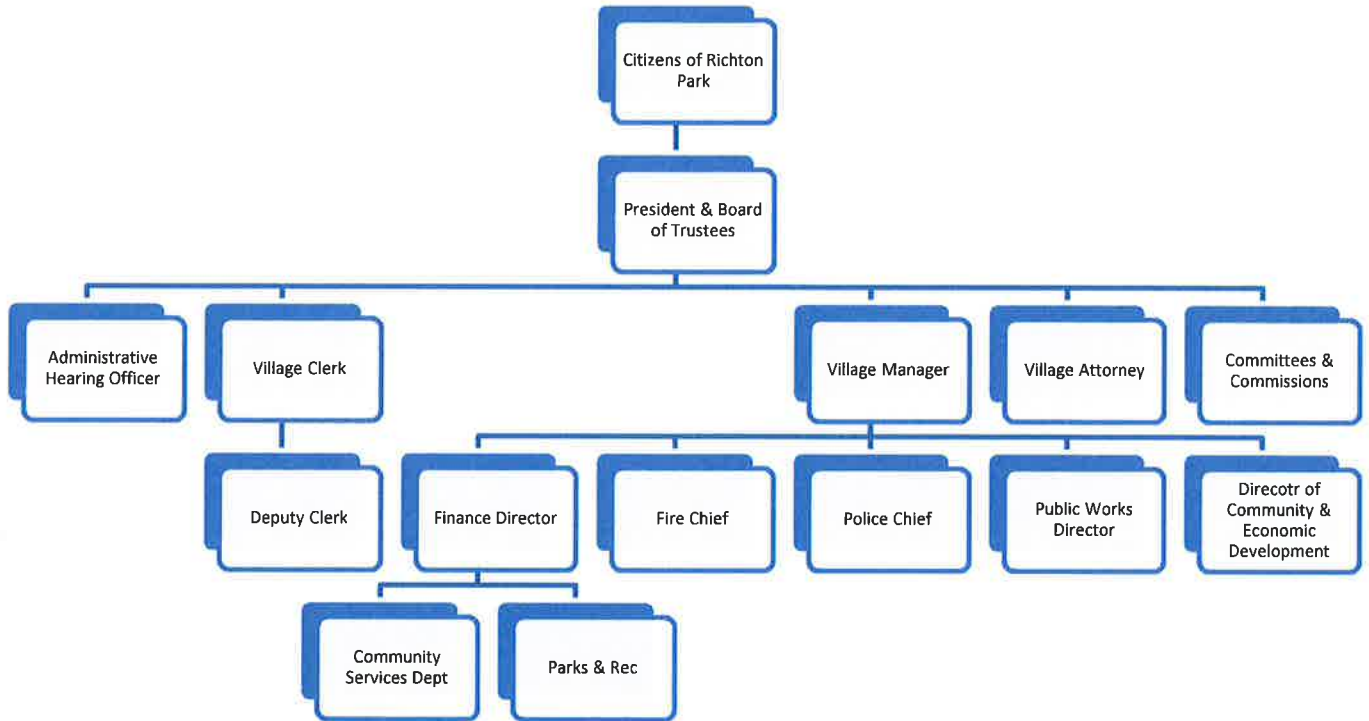 Citizens of Richton
Park
President & Board
of Trustees
Administrative
Hearing Officer
Village Clerk
Village Manager
Village Attorney
Committees &
Commissions
Deputy Clerk
Finance Director
Fire Chief
Police Chief
Public Works
Director
Direcotr of
Community &
Economic
Development
Community
Services Dept
Parks & Rec